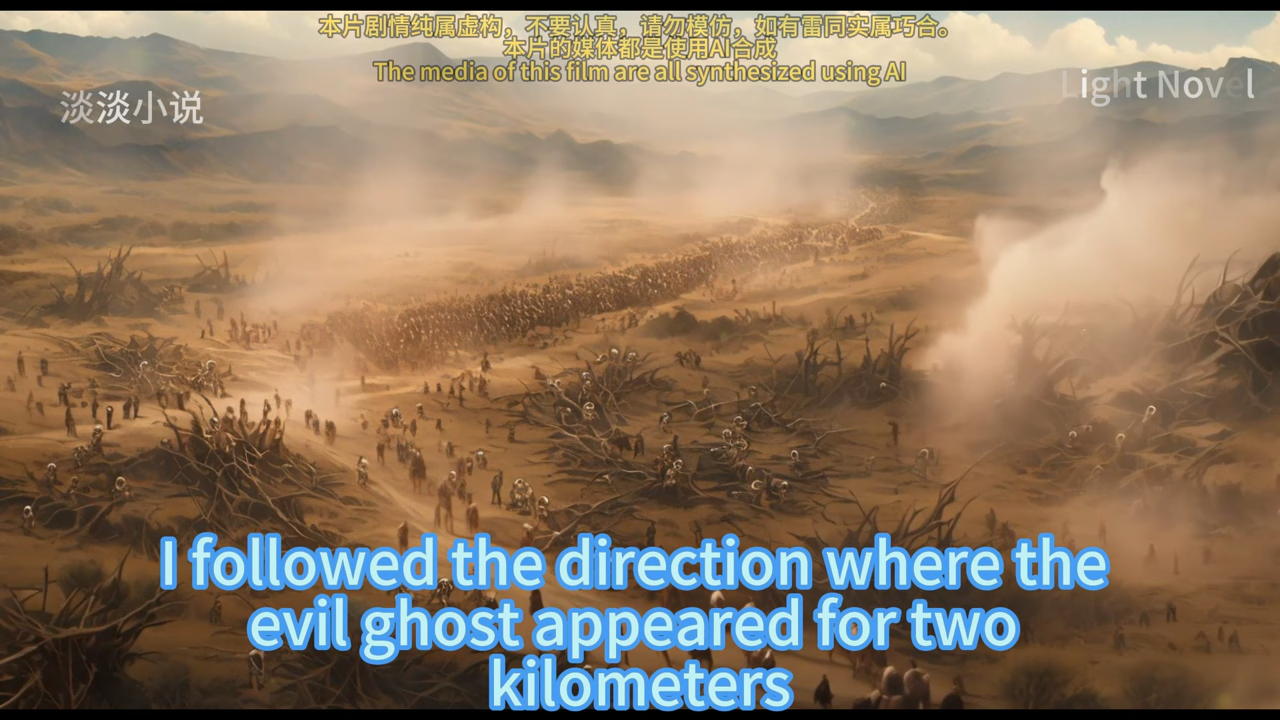 本片剧情纯属虚构，不要认真，请勿模仿，如有雷同实属巧合。
本片的媒体都是使用AI合成
The media of this film are all synthesized using AI
淡淡小说
Light Novel
I followed the direction where the
evil ghost appeared for two
kilometers